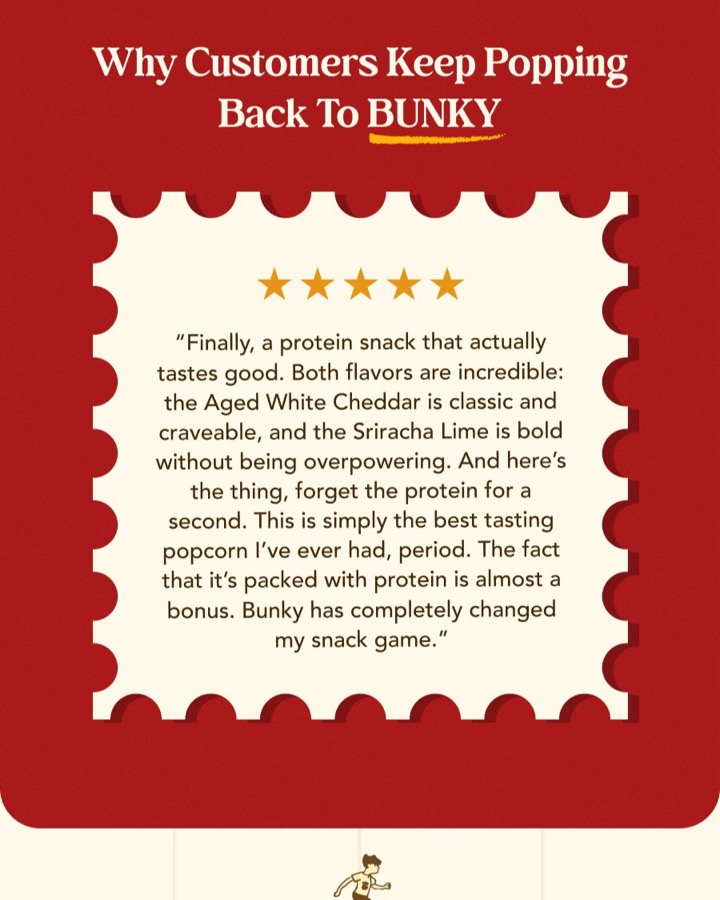 Why Customers Keep Popping
Back To BUNKY
“Finally, a protein snack that actually
tastes good. Both flavors are incredible:
the Aged White Cheddar is classic and
craveable, and the Sriracha Lime is bold
without being overpowering. And here’s
the thing, forget the protein for a
second. This is simply the best tasting
popcorn I’ve ever had, period. The fact
that it’s packed with protein is almost a
bonus. Bunky has completely changed
my snack game.”